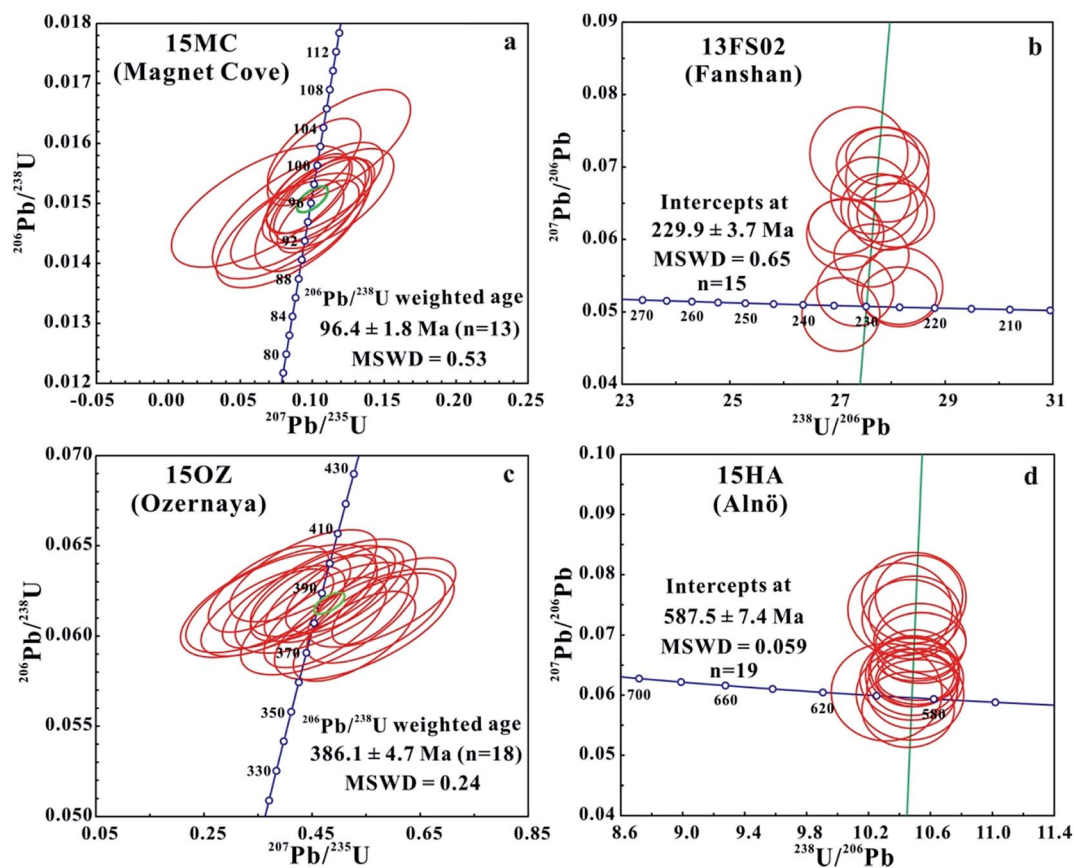 15MC
(Magnet Cove)
a
0.018
0.017
0.016
0.015
0.014
0.013
0.012
²⁰⁶Pb/²³⁸U
112
108
104
100
96
92
88
84
80
²⁰⁶Pb/²³⁸U weighted age
96.4 ± 1.8 Ma (n=13)
MSWD = 0.53
-0.05
0.00
0.05
0.10
0.15
0.20
0.25
²⁰⁷Pb/²³⁵U
13FS02
(Fanshan)
b
0.09
0.08
0.07
0.06
0.05
0.04
²⁰⁷Pb/²⁰⁶Pb
Intercepts at
229.9 ± 3.7 Ma
MSWD = 0.65
n=15
270
260
250
240
230
220
210
23
25
27
29
31
²³⁸U/²⁰⁶Pb
15OZ
(Ozernaya)
c
0.070
0.065
0.060
0.055
0.050
²⁰⁶Pb/²³⁸U
430
410
390
370
350
330
²⁰⁶Pb/²³⁸U weighted age
386.1 ± 4.7 Ma (n=18)
MSWD = 0.24
0.05
0.25
0.45
0.65
0.85
²⁰⁷Pb/²³⁵U
15HA
(Alnö)
d
0.10
0.09
0.08
0.07
0.06
0.05
0.04
²⁰⁷Pb/²⁰⁶Pb
Intercepts at
587.5 ± 7.4 Ma
MSWD = 0.059
n=19
700
660
620
580
8.6
9.0
9.4
9.8
10.2
10.6
11.0
11.4
²³⁸U/²⁰⁶Pb